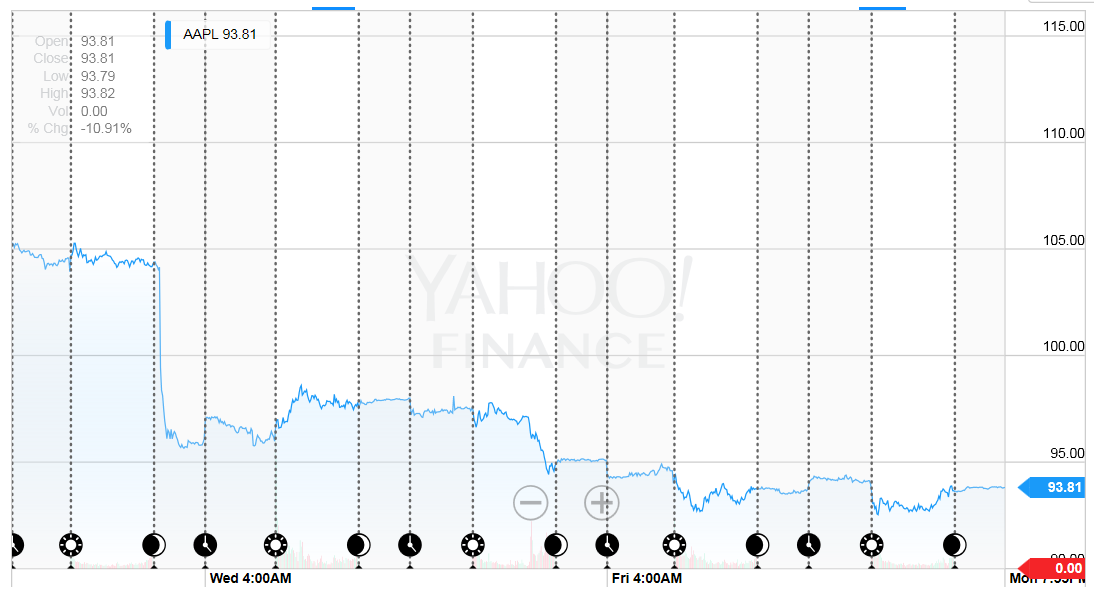 AAPL 93.81
Open 93.81
Close 93.81
Low 93.79
High 93.82
Vol 0.00
% Chg -10.91%
115.00
110.00
105.00
100.00
95.00
93.81
0.00
YAHOO!
FINANCE
Wed 4:00AM
Fri 4:00AM
Mon